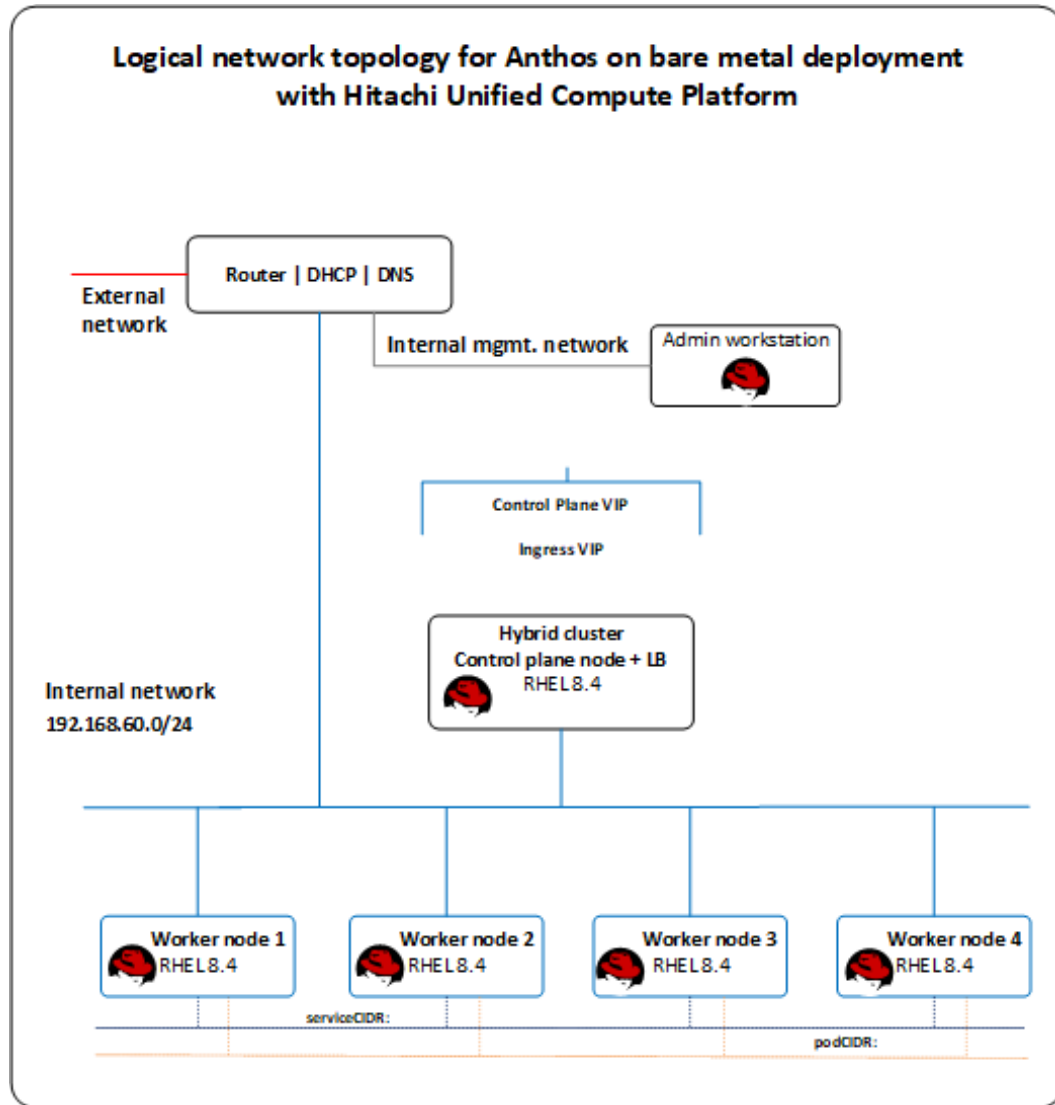 Logical network topology for Anthos on bare metal deployment
with Hitachi Unified Compute Platform
Router | DHCP | DNS
External
network
Internal mgmt. network
Admin workstation
Control Plane VIP
Ingress VIP
Hybrid cluster
Control plane node + LB
RHEL 8.4
Internal network
192.168.60.0/24
Worker node 1
RHEL 8.4
Worker node 2
RHEL 8.4
Worker node 3
RHEL 8.4
Worker node 4
RHEL 8.4
serviceCIDR:
podCIDR: